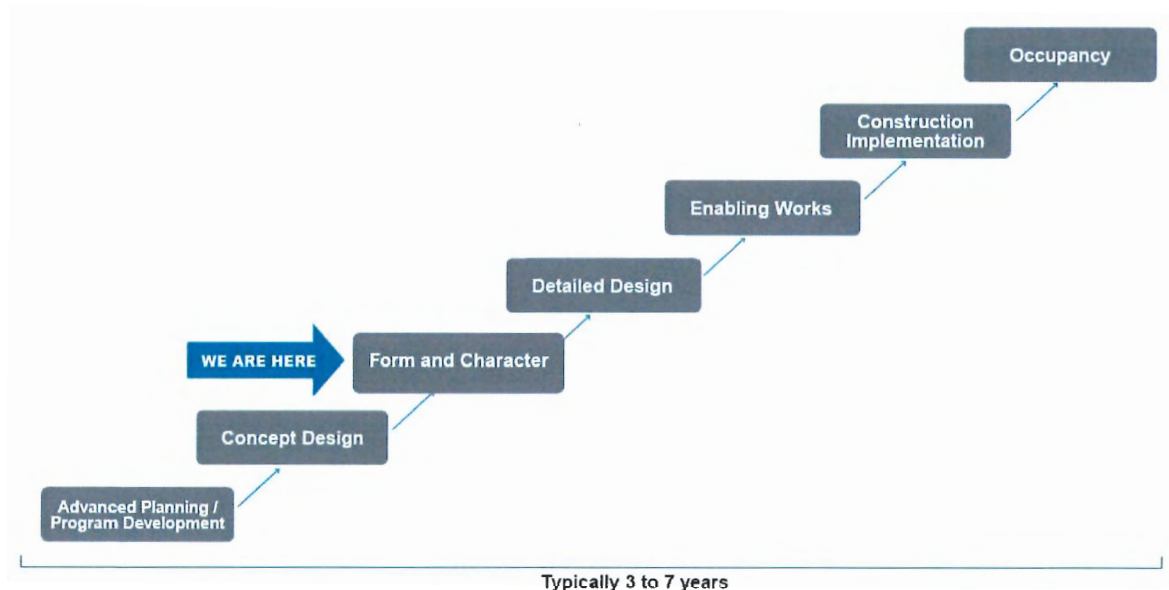 Occupancy
Construction
Implementation
Enabling Works
Detailed Design
WE ARE HERE
Form and Character
Concept Design
Advanced Planning /
Program Development
Typically 3 to 7 years